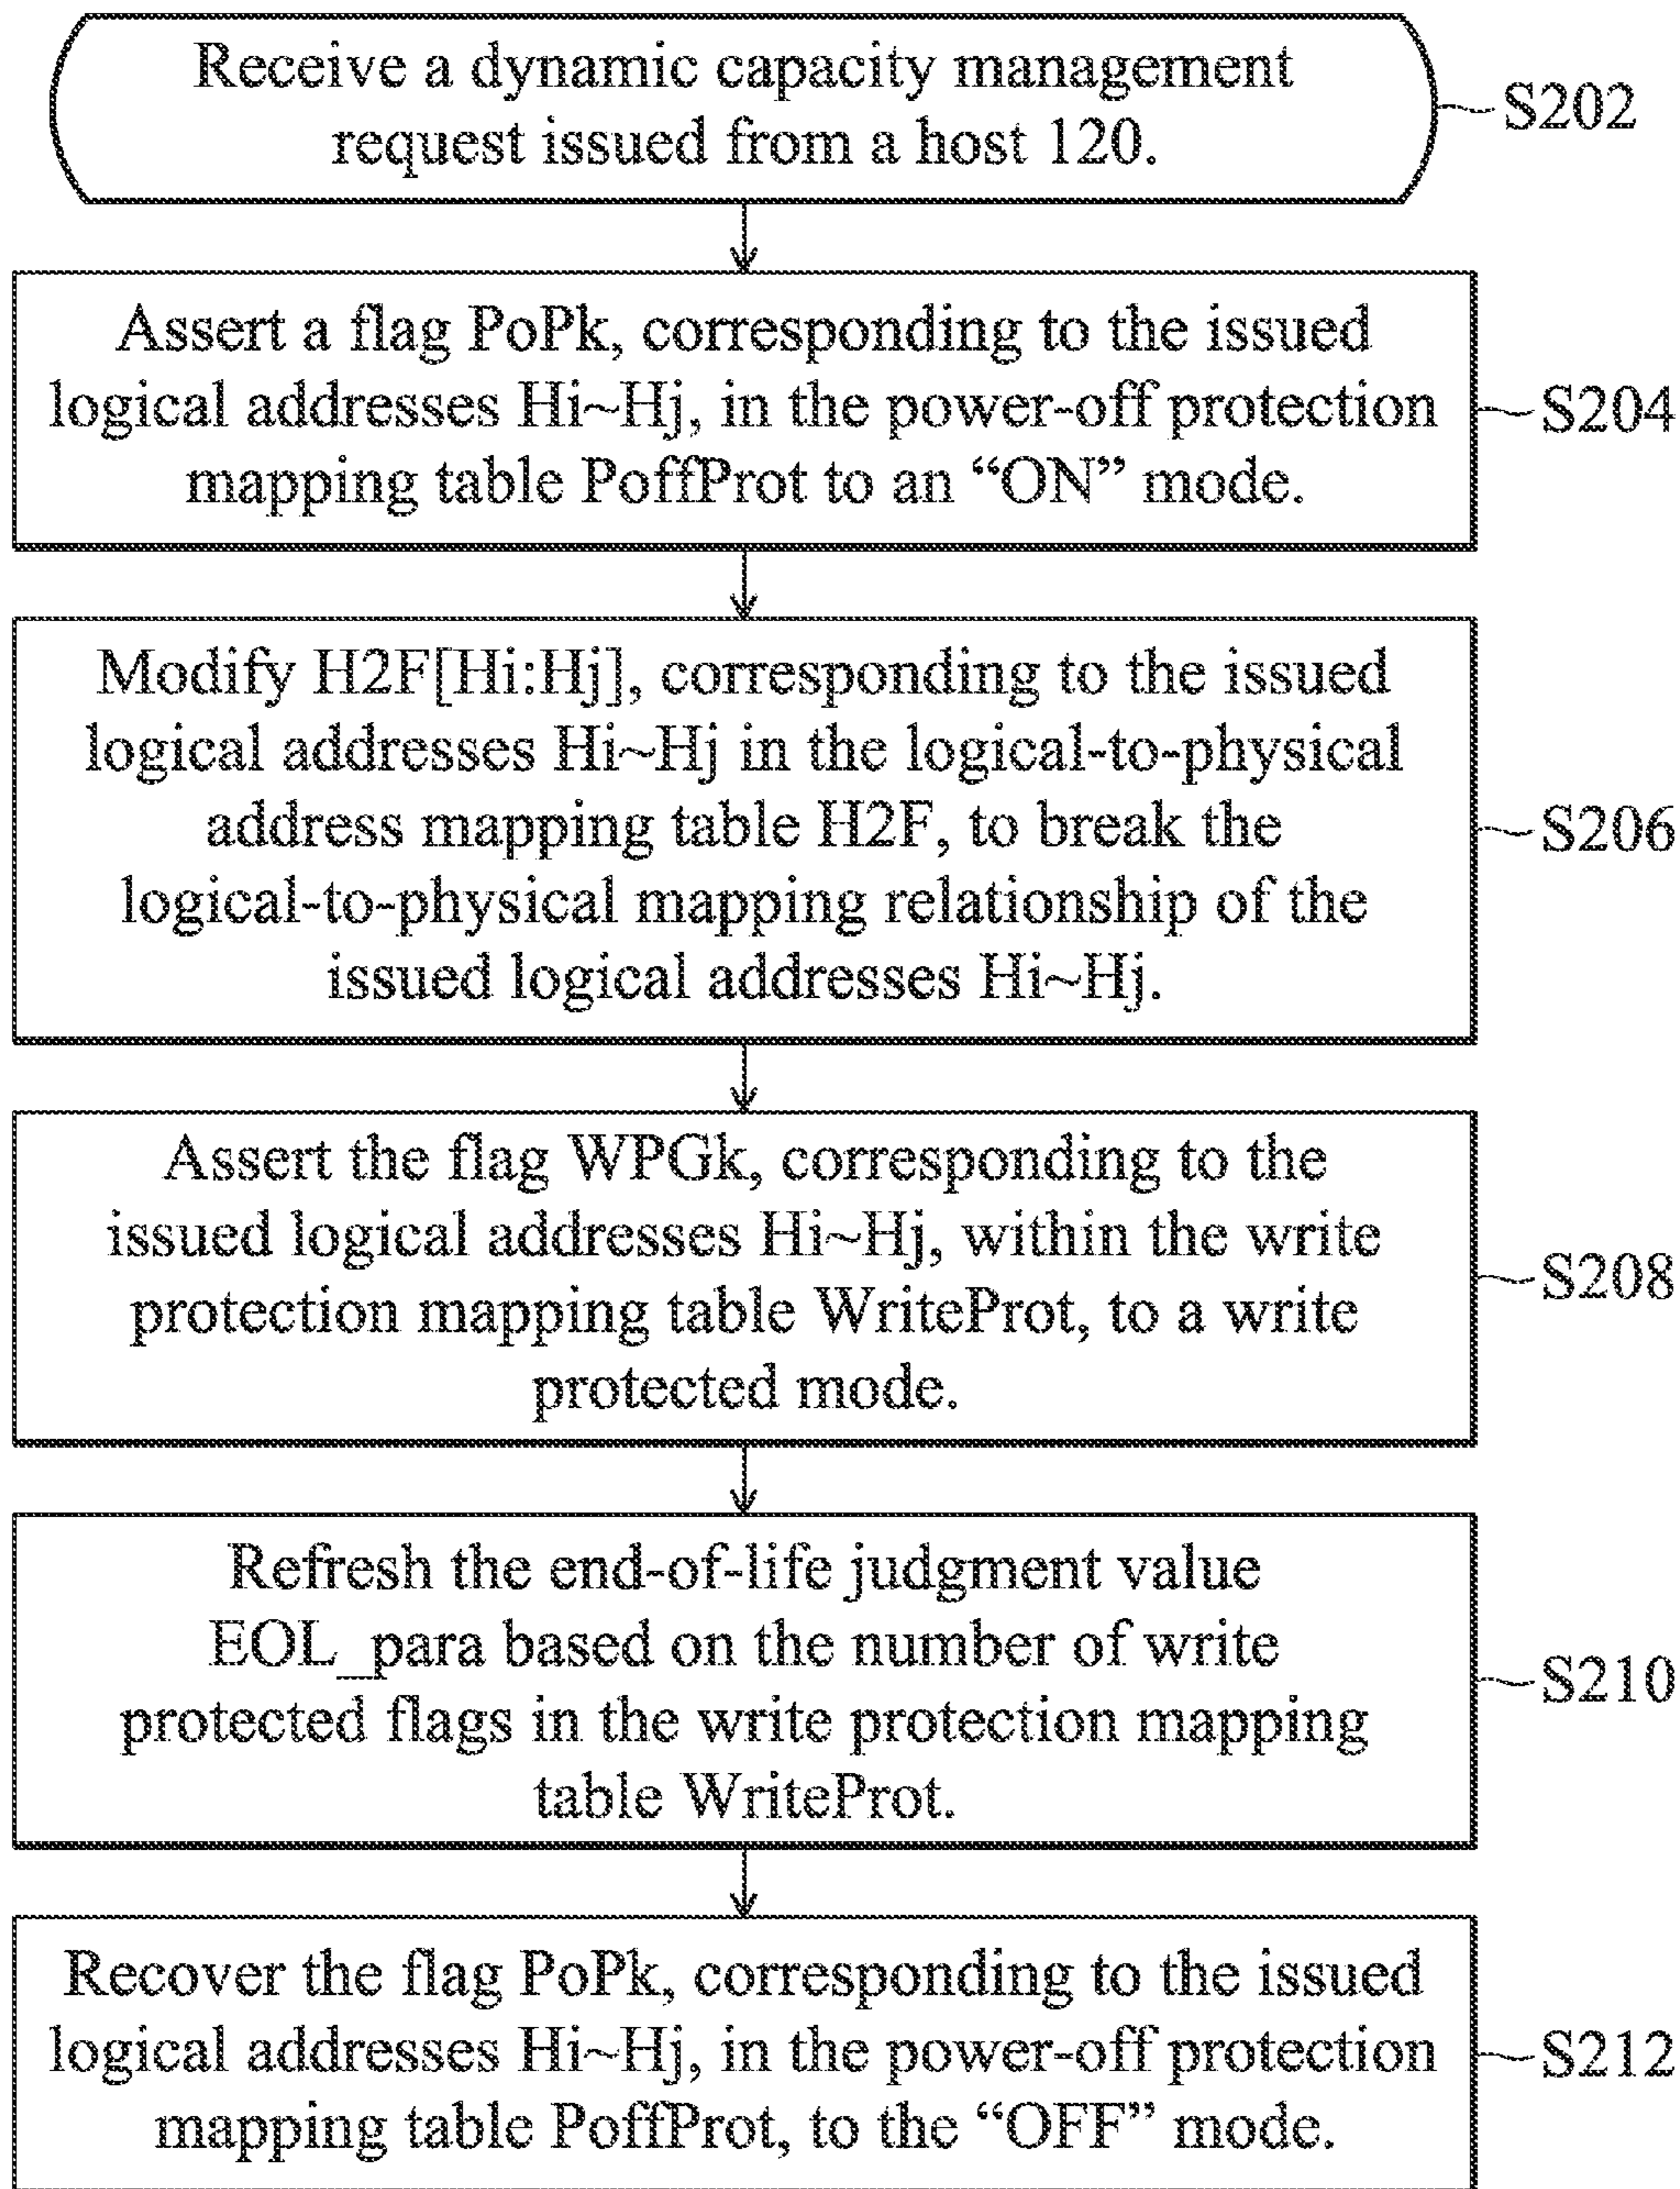 Receive a dynamic capacity management
request issued from a host 120.
S202
Assert a flag PoPk, corresponding to the issued
logical addresses Hi~Hj, in the power-off protection
mapping table PoffProt to an “ON” mode.
S204
Modify H2F[Hi:Hj], corresponding to the issued
logical addresses Hi~Hj in the logical-to-physical
address mapping table H2F, to break the
logical-to-physical mapping relationship of the
issued logical addresses Hi~Hj.
S206
Assert the flag WPGk, corresponding to the
issued logical addresses Hi~Hj, within the write
protection mapping table WriteProt, to a write
protected mode.
S208
Refresh the end-of-life judgment value
EOL_para based on the number of write
protected flags in the write protection mapping
table WriteProt.
S210
Recover the flag PoPk, corresponding to the issued
logical addresses Hi~Hj, in the power-off protection
mapping table PoffProt, to the “OFF” mode.
S212